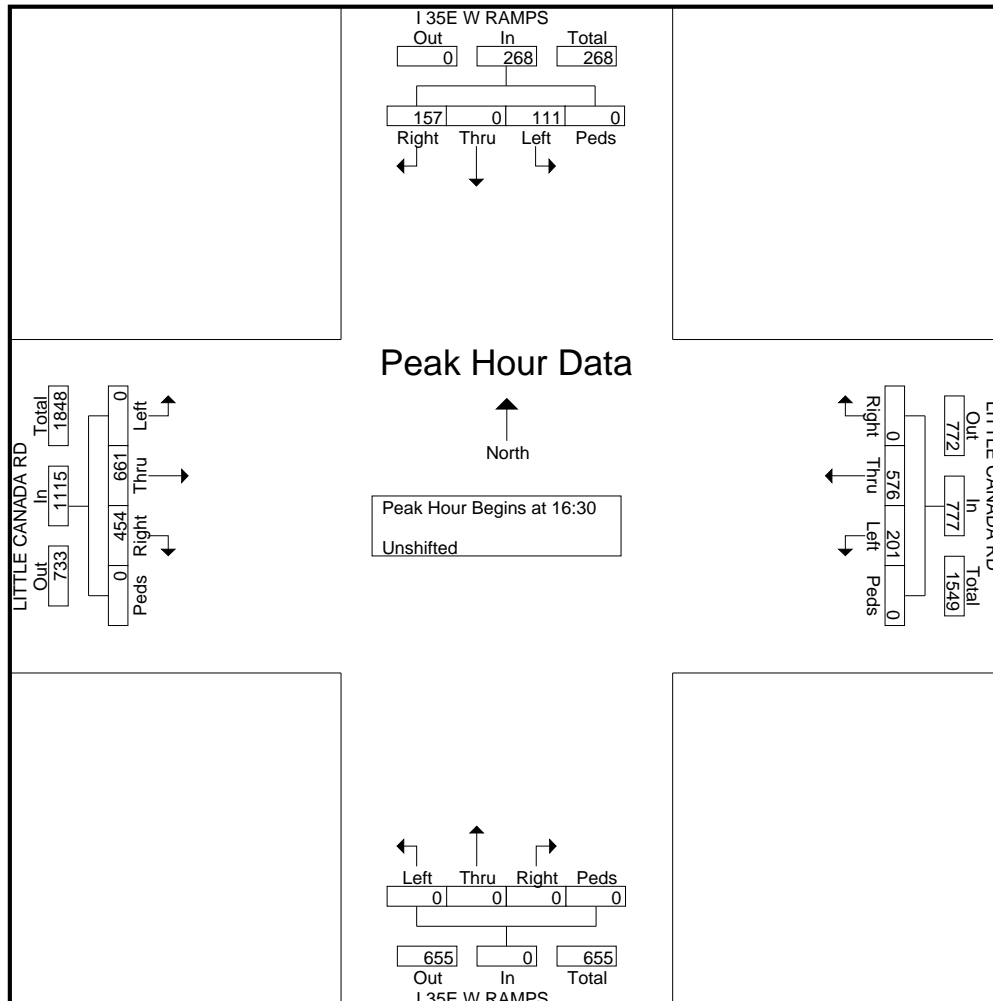 I 35E W RAMPS
Out In Total
0 268 268
157 0 111 0
Right Thru Left Peds
Peak Hour Data
North
Peak Hour Begins at 16:30
Unshifted
LITTLE CANADA RD
Out In Total
733 1115 1848
0 661 454 0
Left Thru Right Peds
LITTLE CANADA RD
Out In Total
772 777 1549
0 576 201 0
Right Thru Left Peds
Left Thru Right Peds
0 0 0 0
655 0 655
Out In Total
I 35E W RAMPS